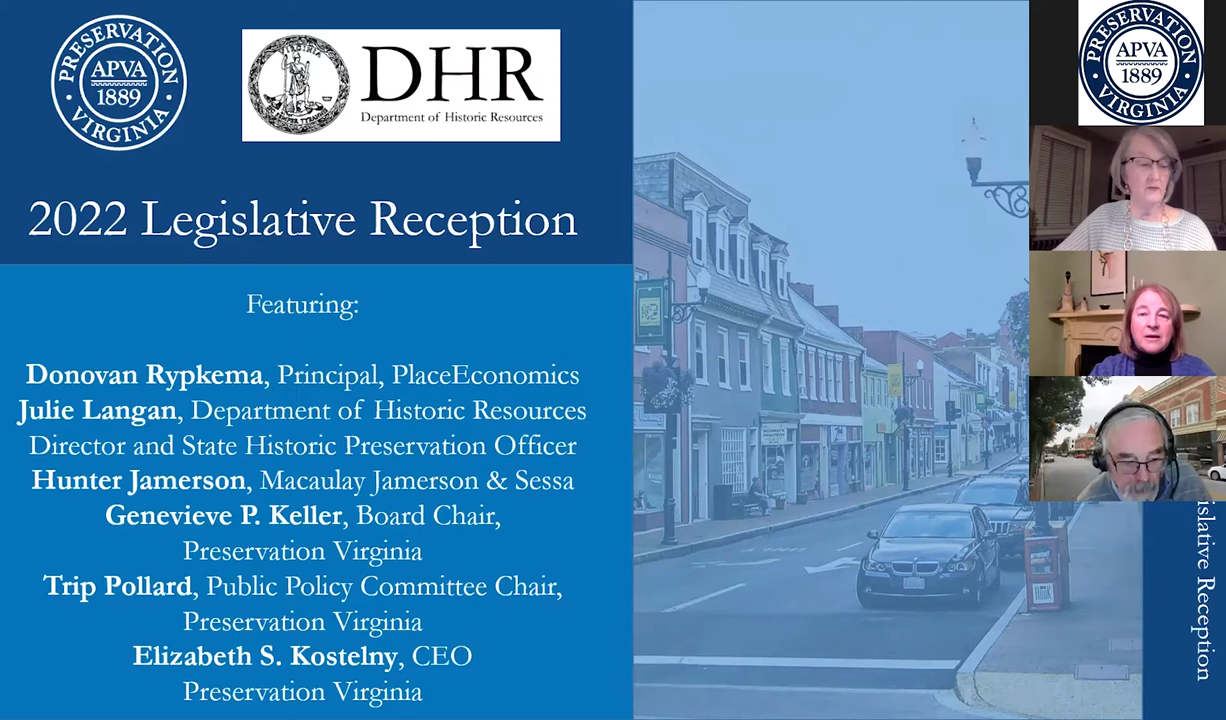 PRESERVATION
APVA
1889
VIRGINIA
VIRGINIA
DHR
Department of Historic Resources
2022 Legislative Reception
Featuring:
Donovan Rypkema, Principal, PlaceEconomics
Julie Langan, Department of Historic Resources
Director and State Historic Preservation Officer
Hunter Jamerson, Macaulay Jamerson & Sessa
Genevieve P. Keller, Board Chair,
Preservation Virginia
Trip Pollard, Public Policy Committee Chair,
Preservation Virginia
Elizabeth S. Kostelny, CEO
Preservation Virginia
PRESERVATION
APVA
1889
VIRGINIA
islative Reception